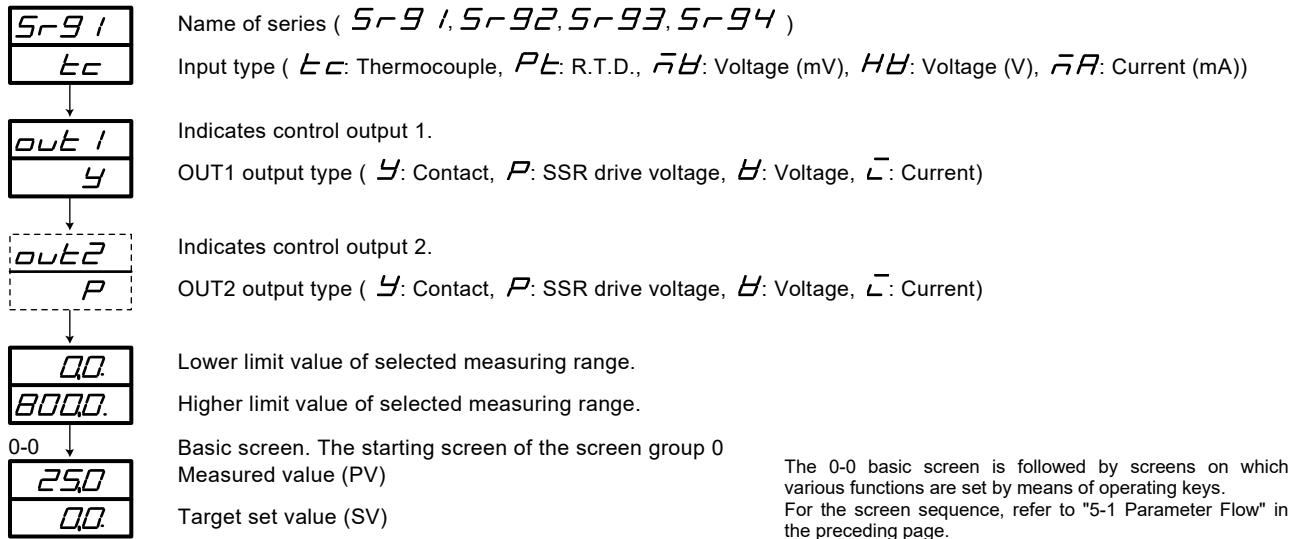 Sr91
Name of series ( Sr91, Sr92, Sr93, Sr94 )
tc
Input type ( tc: Thermocouple, Pt: R.T.D., mV: Voltage (mV), HV: Voltage (V), mA: Current (mA))
out1
Indicates control output 1.
Y
OUT1 output type ( Y: Contact, P: SSR drive voltage, V: Voltage, i: Current)
out2
Indicates control output 2.
P
OUT2 output type ( Y: Contact, P: SSR drive voltage, V: Voltage, i: Current)
0.0.
Lower limit value of selected measuring range.
800.0.
Higher limit value of selected measuring range.
0-0
Basic screen. The starting screen of the screen group 0
25.0
Measured value (PV)
0.0.
Target set value (SV)
The 0-0 basic screen is followed by screens on which
various functions are set by means of operating keys.
For the screen sequence, refer to "5-1 Parameter Flow" in
the preceding page.